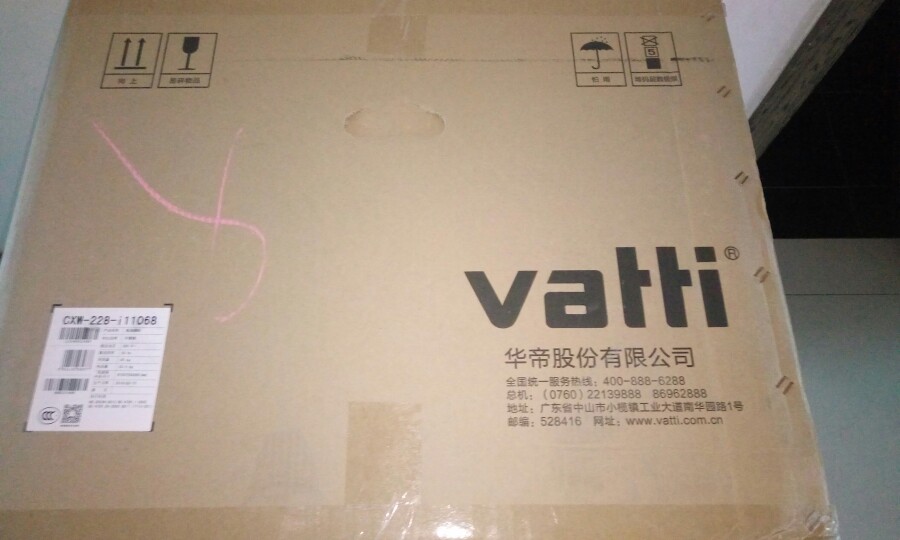 向上
易碎物品
怕雨
5
堆码层数极限
vatti®
华帝股份有限公司
全国统一服务热线：400-888-6288
总机：（0760）22139888 86962888
地址：广东省中山市小榄镇工业大道南华园路1号
邮编：528416 网址：www.vatti.com.cn
CXW-228-i11068
CCC